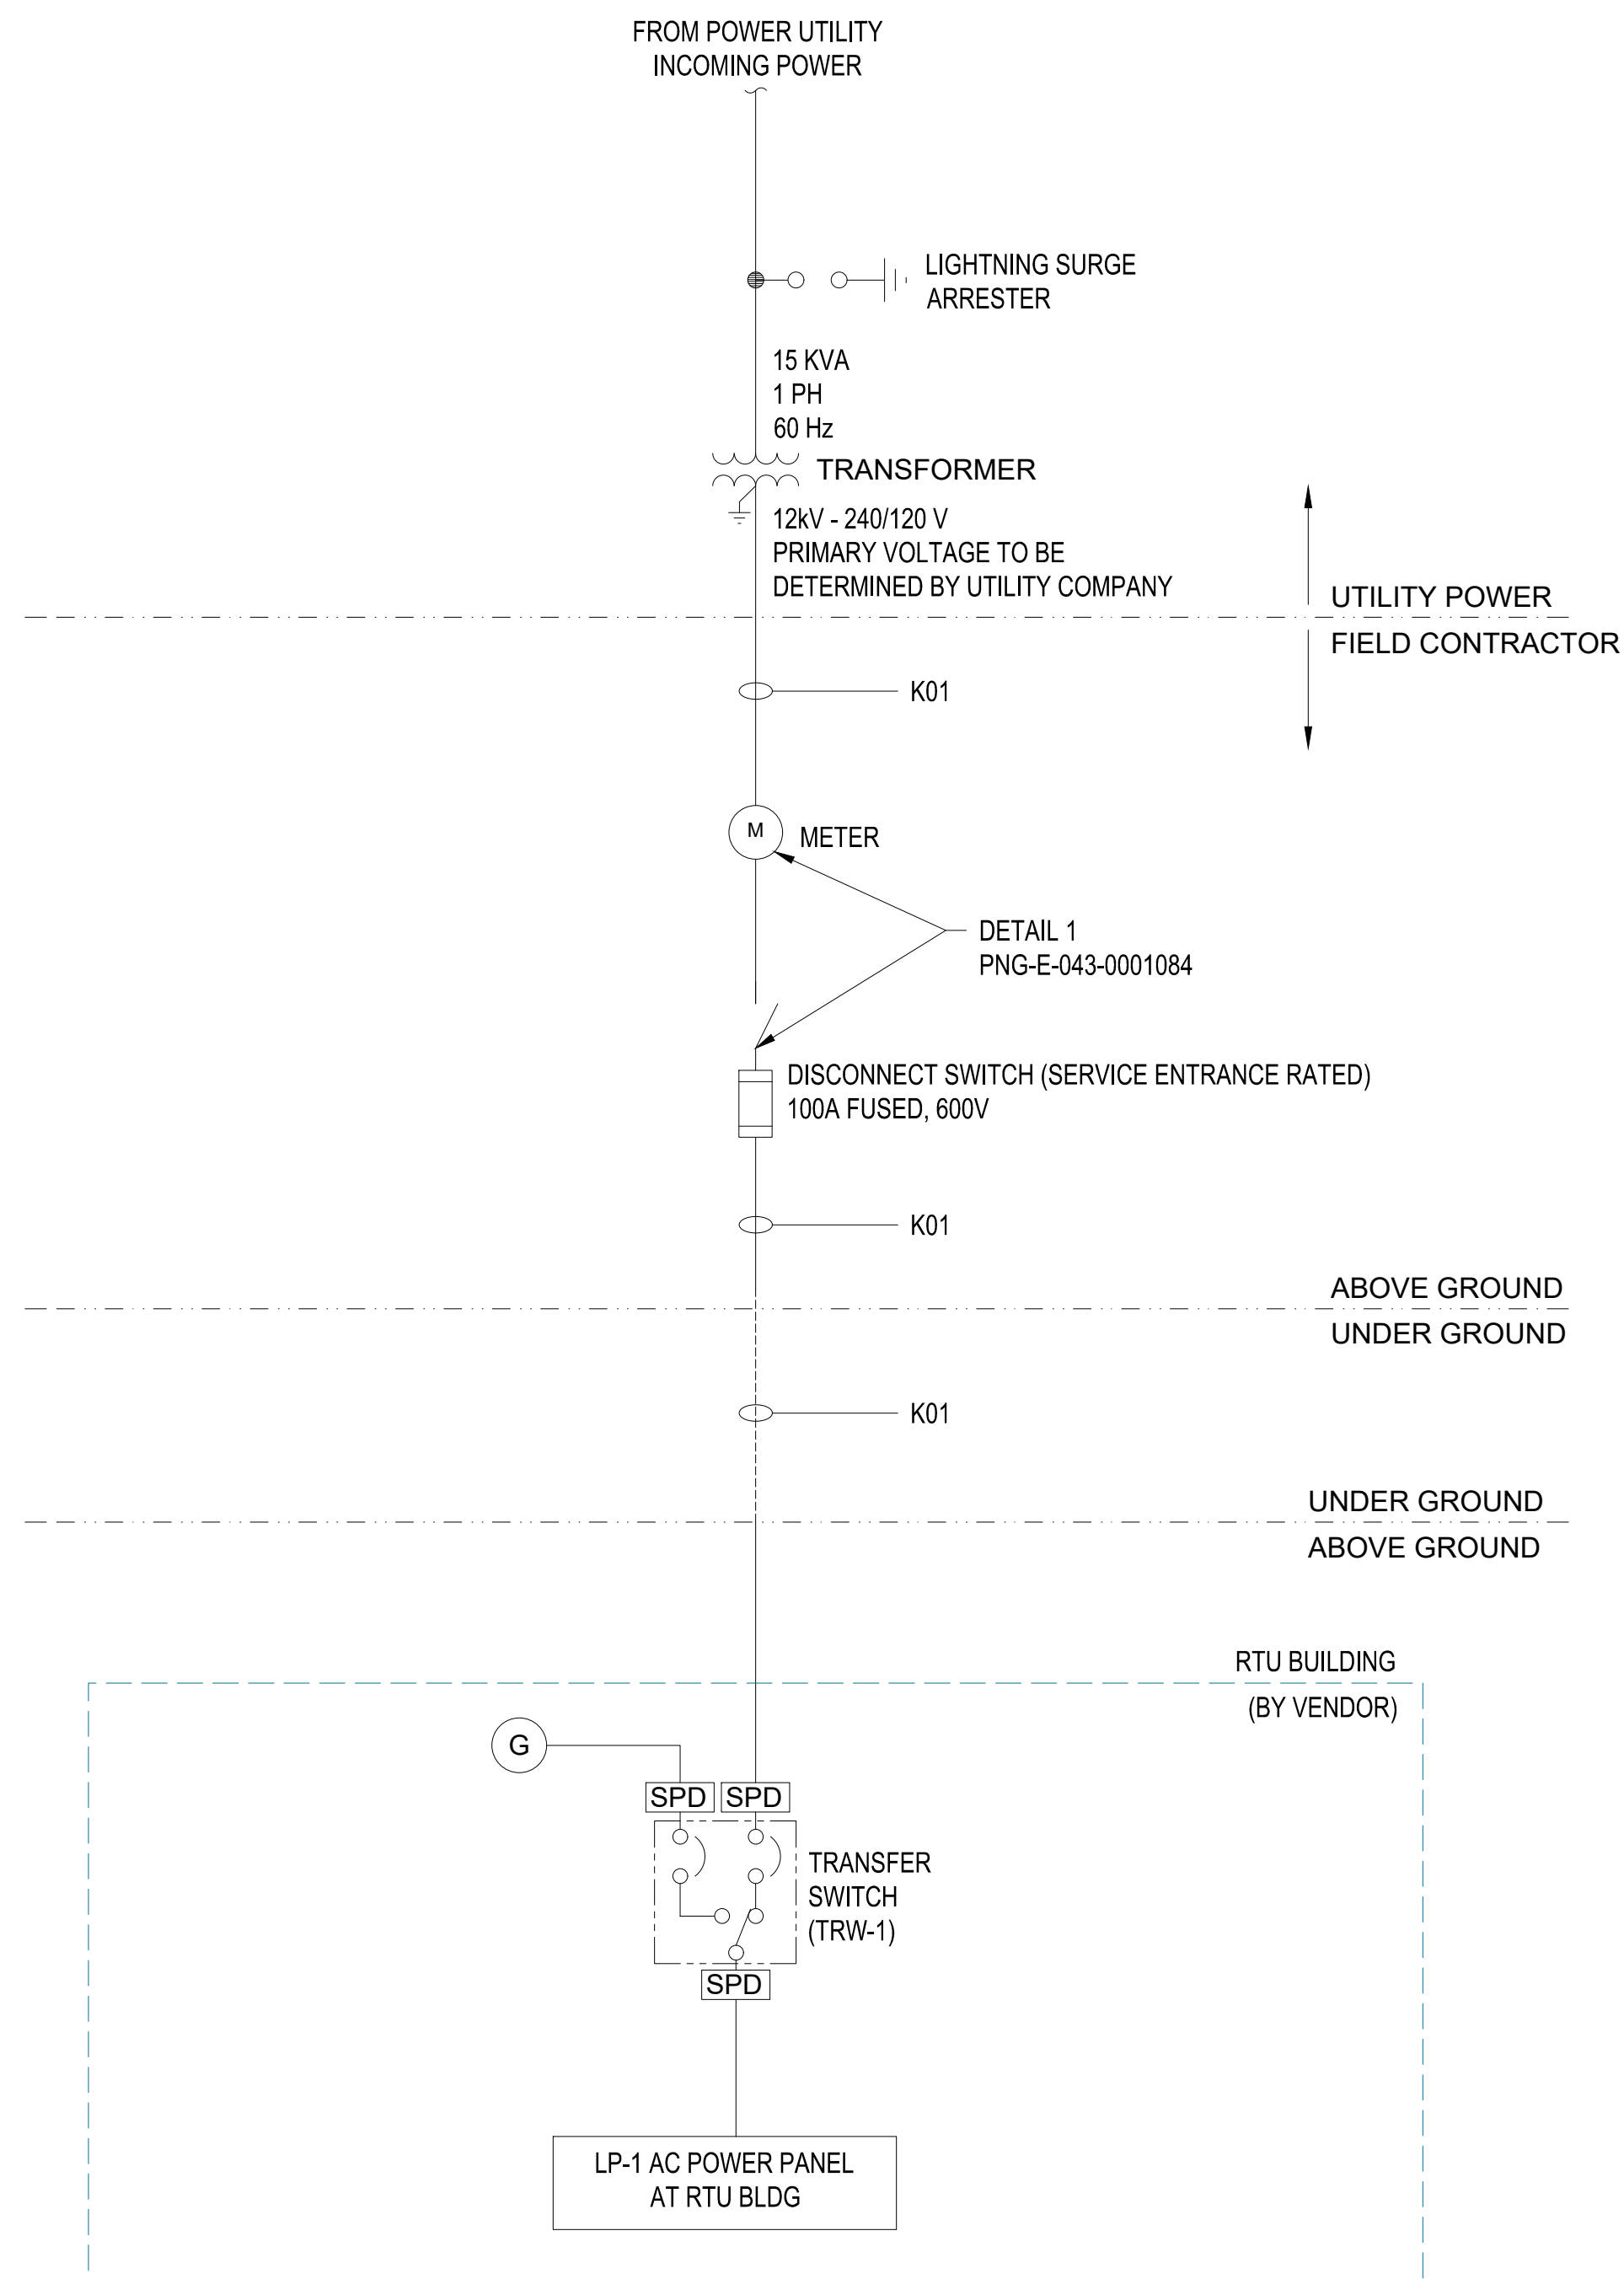 FROM POWER UTILITY
INCOMING POWER
LIGHTNING SURGE
ARRESTER
15 KVA
1 PH
60 Hz
TRANSFORMER
12kV - 240/120 V
PRIMARY VOLTAGE TO BE
DETERMINED BY UTILITY COMPANY
UTILITY POWER
FIELD CONTRACTOR
K01
M
METER
DETAIL 1
PNG-E-043-0001084
DISCONNECT SWITCH (SERVICE ENTRANCE RATED)
100A FUSED, 600V
K01
ABOVE GROUND
UNDER GROUND
K01
UNDER GROUND
ABOVE GROUND
RTU BUILDING
(BY VENDOR)
G
SPD
SPD
TRANSFER
SWITCH
(TRW-1)
SPD
LP-1 AC POWER PANEL
AT RTU BLDG